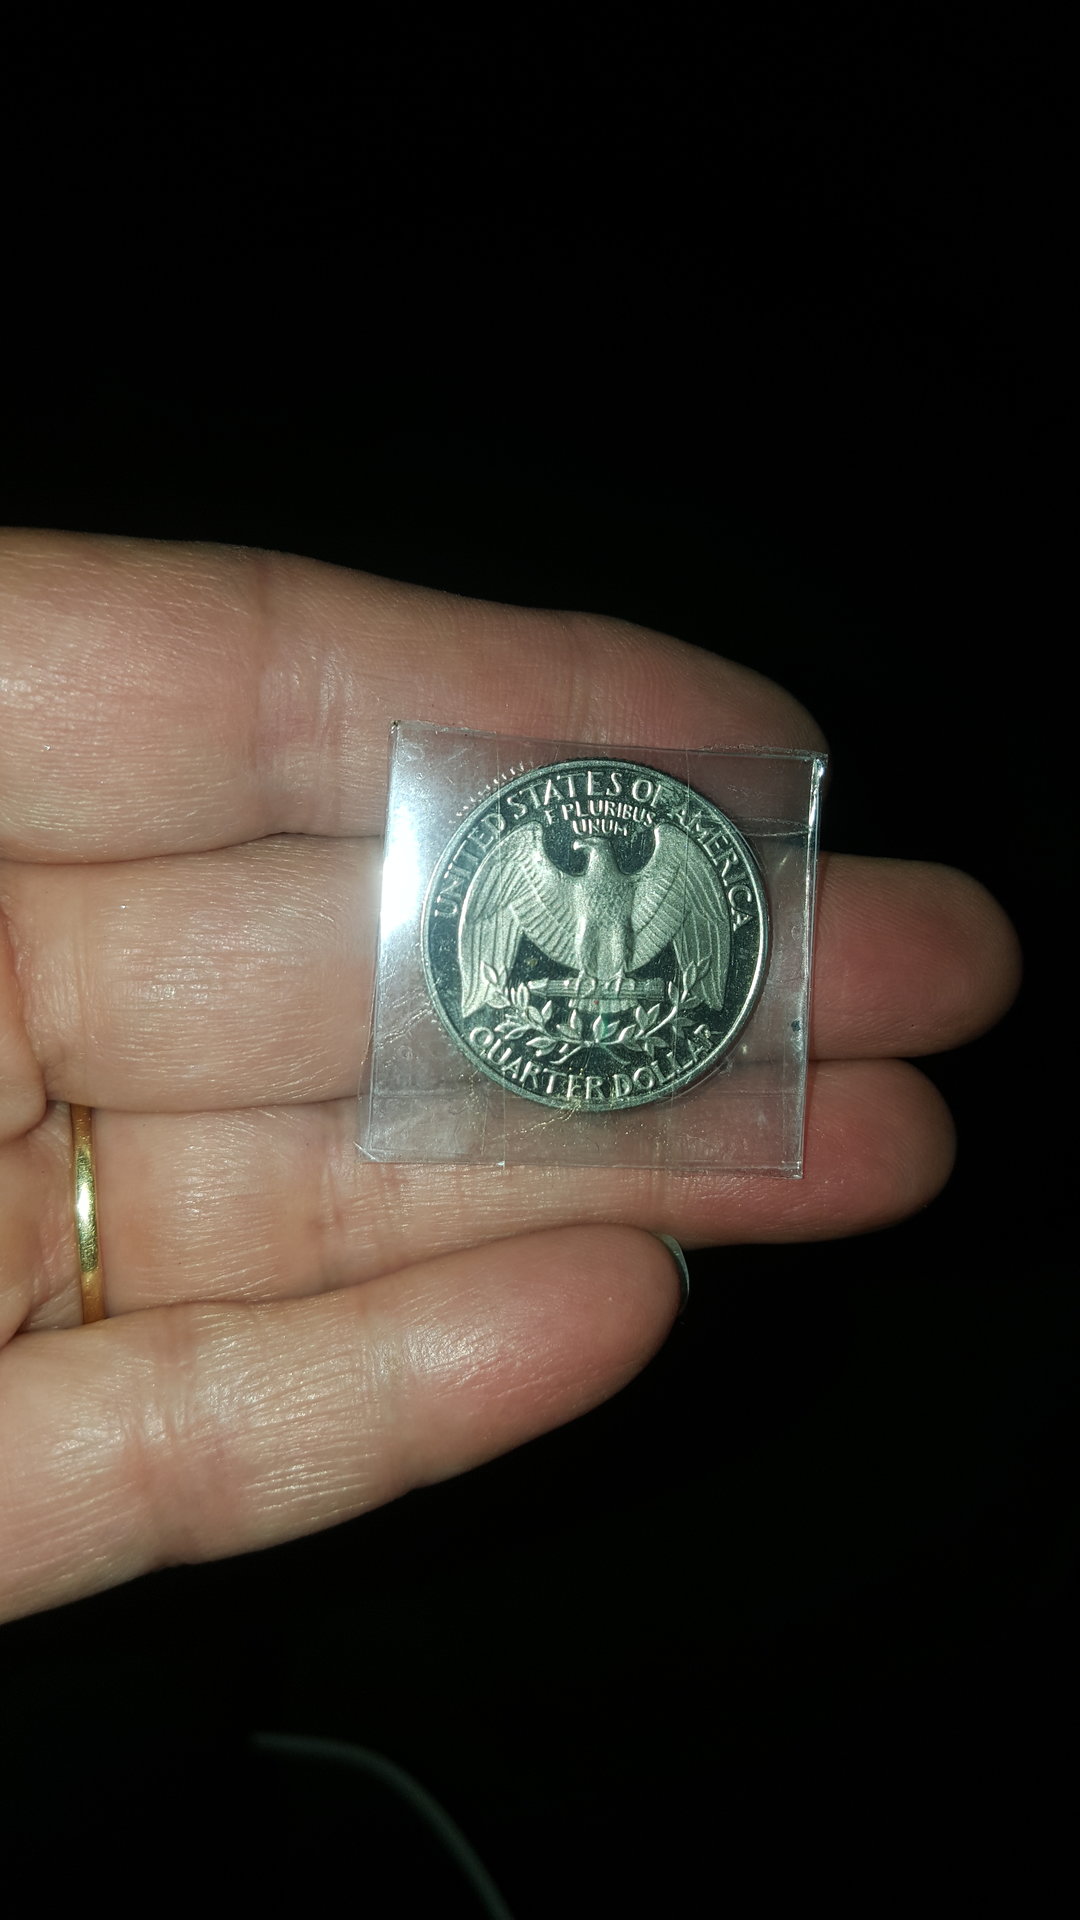 UNITED STATES OF AMERICA
E PLURIBUS
UNUM
QUARTER DOLLAR